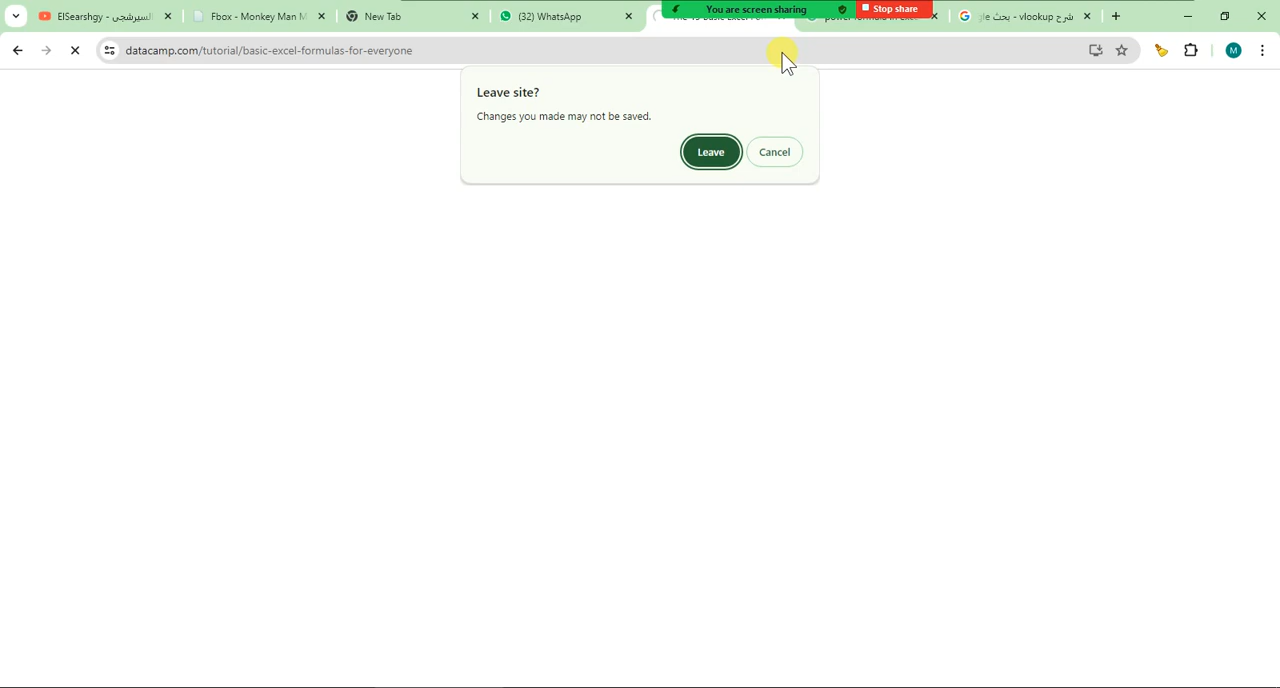 ElSearshgy - السيرشجي
Fbox - Monkey Man M
New Tab
(32) WhatsApp
You are screen sharing
Stop share
شرح vlookup - بحث gle
datacamp.com/tutorial/basic-excel-formulas-for-everyone
M
Leave site?
Changes you made may not be saved.
Leave
Cancel